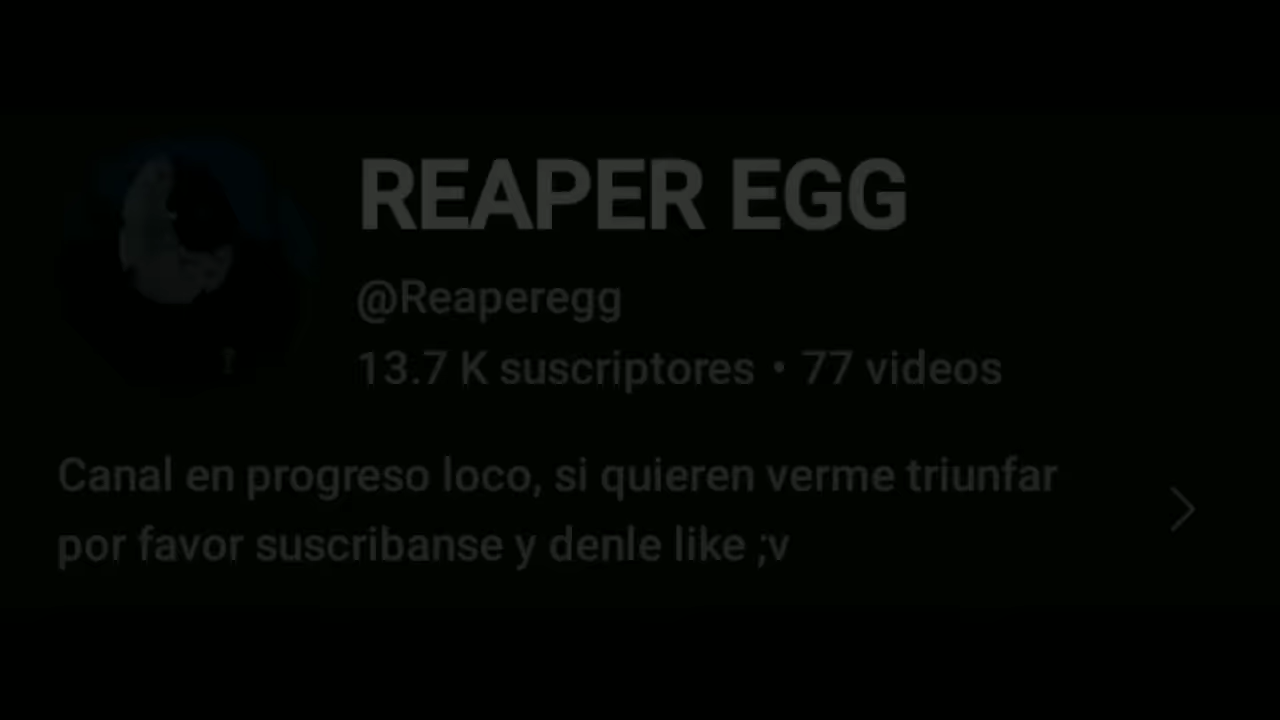 REAPER EGG
@Reaperegg
13.7 K suscriptores • 77 videos
Canal en progreso loco, si quieren verme triunfar
por favor suscribanse y denle like ;v